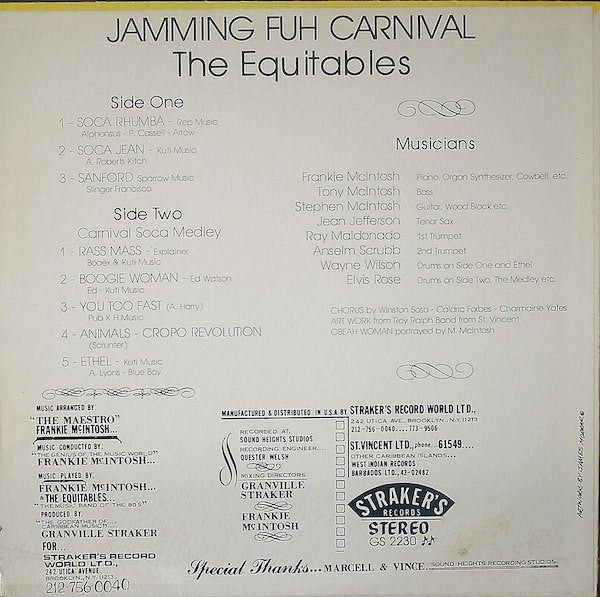 JAMMING FUH CARNIVAL
The Equitables
Side One
1 - SOCA RHUMBA - Rep Music
Alphonsus - P. Cassell - Arrow
2 - SOCA JEAN - Kuti Music
A. Roberts Kitch
3 - SANFORD Sparrow Music
Slinger Francisco
Side Two
Carnival Soca Medley
1 - RASS MASS - Explainer
Booek & Kuti Music
2 - BOOGIE WOMAN - Ed Watson
Ed - Kuti Music
3 - YOU TOO FAST (A. Harry)
Pub K H Music
4 - ANIMALS - CROPO REVOLUTION
(Scrunter)
5 - ETHEL - Kuti Music
A. Lyons - Blue Boy
Musicians
Frankie McIntosh Piano, Organ Synthesizer, Cowbell, etc.
Tony McIntosh Bass
Stephen McIntosh Guitar, Wood Block etc.
Jean Jefferson Tenor Sax
Ray Maldonado 1st Trumpet
Anselm Scrubb 2nd Trumpet
Wayne Wilson Drums on Side One and Ethel
Elvis Rose Drums on Side Two, The Medley etc.
CHORUS by Winston Soso - Caldria Forbes - Charmaine Yates
ART WORK from Roy Ralph Band from St. Vincent
OBEAH WOMAN portrayed by M. McIntosh
MUSIC ARRANGED BY:
"THE MAESTRO"
FRANKIE McINTOSH...
MUSIC CONDUCTED BY:
"THE GENIUS OF THE MUSIC WORLD"
FRANKIE McINTOSH...
MUSIC PLAYED BY:
FRANKIE McINTOSH...
& THE EQUITABLES...
"THE MUSIC BAND OF THE 80'S"
PRODUCED BY:
"THE GODFATHER OF...
CARIBBEAN MUSIC"....
GRANVILLE STRAKER
FOR...
STRAKER'S RECORD
WORLD LTD.,
242 UTICA AVENUE,
BROOKLYN, N.Y. 11213
212-756 0040
MANUFACTURED & DISTRIBUTED IN U.S.A. BY
RECORDED AT..
SOUND HEIGHTS STUDIOS
RECORDING ENGINEER....
QUESTER WELSH
MIXING DIRECTORS
GRANVILLE
STRAKER
FRANKIE
McINTOSH
STRAKER'S RECORD WORLD LTD.,
242 UTICA AVE., BROOKLYN., N.Y. 11213
212-756-0040....773-9506
ST. VINCENT LTD., phone.. 61549....
OTHER CARIBBEAN ISLANDS...
WEST INDIAN RECORDS
BARBADOS LTD., 42-02482
STRAKER'S
RECORDS
STEREO
GS 2230
Special Thanks... MARCELL & VINCE.. SOUND HEIGHTS RECORDING STUDIOS.